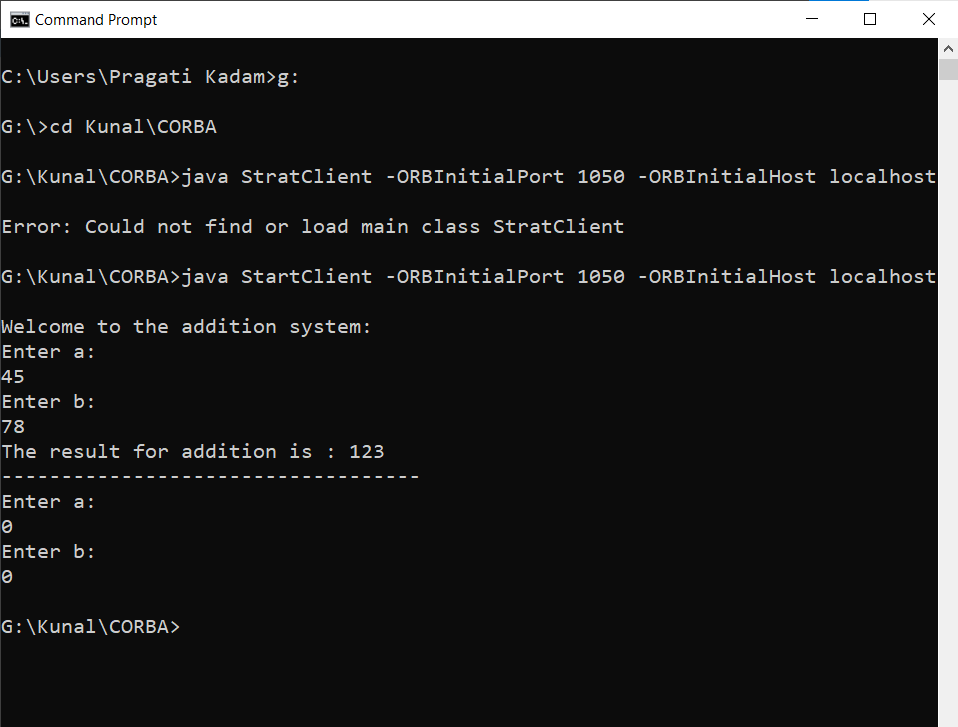 Command Prompt
C:\Users\Pragati Kadam>g:
G:\>cd Kunal\CORBA
G:\Kunal\CORBA>java StratClient -ORBInitialPort 1050 -ORBInitialHost localhost
Error: Could not find or load main class StratClient
G:\Kunal\CORBA>java StartClient -ORBInitialPort 1050 -ORBInitialHost localhost
Welcome to the addition system:
Enter a:
45
Enter b:
78
The result for addition is : 123
-----------------------------------
Enter a:
0
Enter b:
0
G:\Kunal\CORBA>